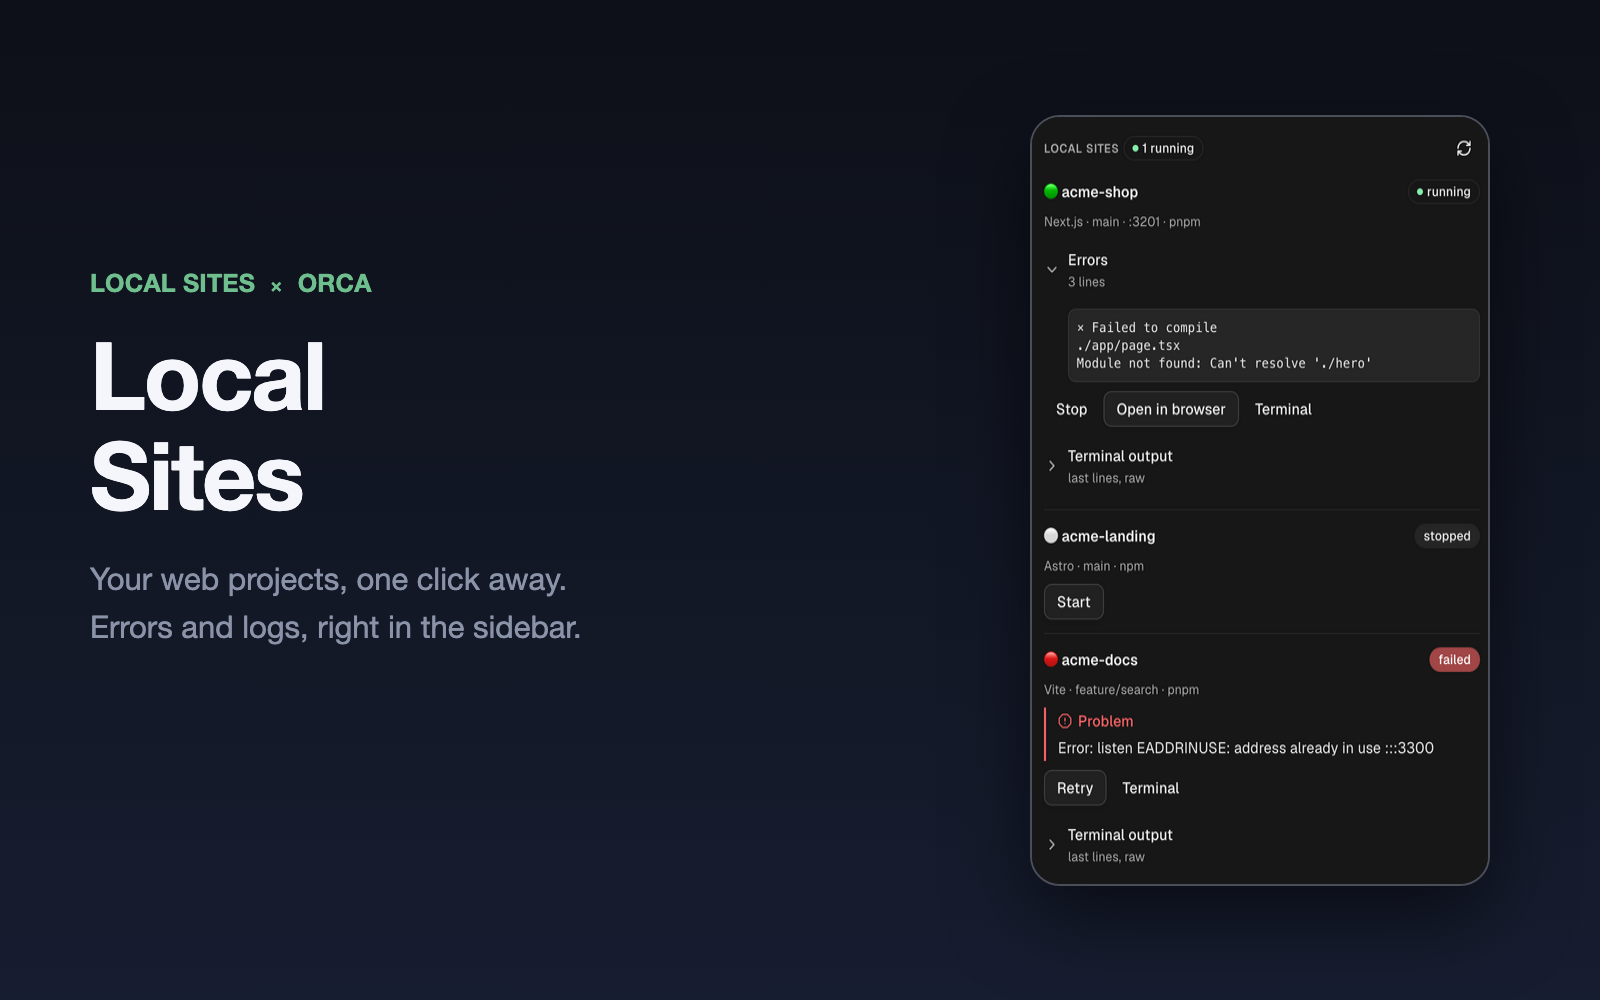 LOCAL SITES × ORCA
Local
Sites
Your web projects, one click away.
Errors and logs, right in the sidebar.
LOCAL SITES 1 running
acme-shop running
Next.js · main · :3201 · pnpm
Errors
3 lines
× Failed to compile
./app/page.tsx
Module not found: Can't resolve './hero'
Stop Open in browser Terminal
Terminal output
last lines, raw
acme-landing stopped
Astro · main · npm
Start
acme-docs failed
Vite · feature/search · pnpm
Problem
Error: listen EADDRINUSE: address already in use :::3300
Retry Terminal
Terminal output
last lines, raw